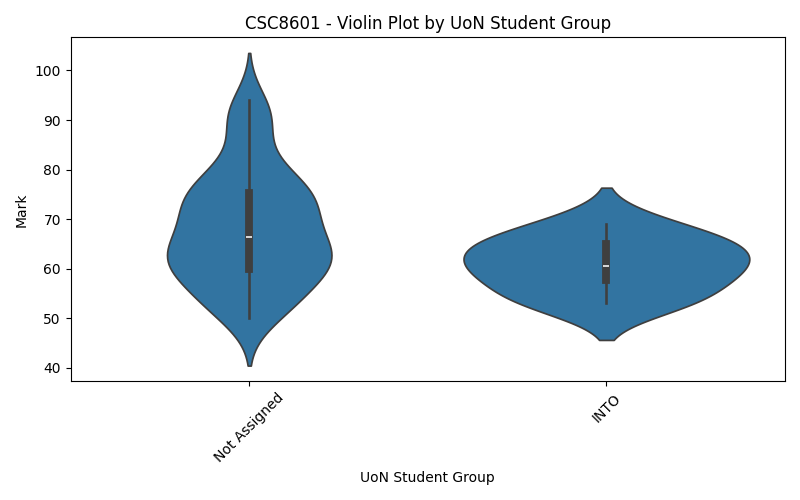 CSC8601 - Violin Plot by UoN Student Group
Mark
100
90
80
70
60
50
40
Not Assigned
INTO
UoN Student Group